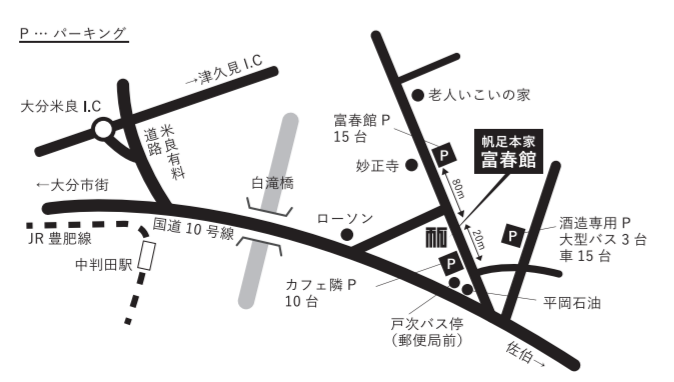 P … パーキング
→津久見 I.C
大分米良 I.C
米良有料
道路
←大分市街
白滝橋
国道 10 号線
JR 豊肥線
中判田駅
ローソン
老人いこいの家
富春館 P
15 台
P
妙正寺
帆足本家
富春館
80m
20m
P
酒造専用 P
大型バス 3 台
車 15 台
P
カフェ隣 P
10 台
平岡石油
戸次バス停
（郵便局前）
佐伯→